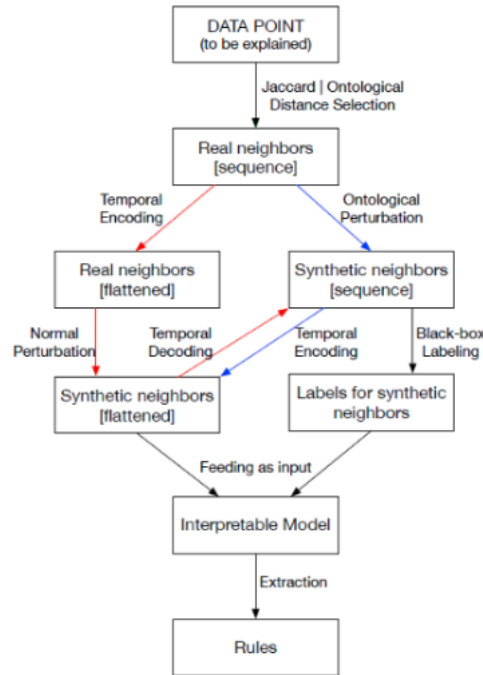 DATA POINT
(to be explained)
Jaccard | Ontological
Distance Selection
Real neighbors
[sequence]
Temporal
Encoding
Ontological
Perturbation
Real neighbors
[flattened]
Synthetic neighbors
[sequence]
Normal
Perturbation
Temporal
Decoding
Temporal
Encoding
Black-box
Labeling
Synthetic neighbors
[flattened]
Labels for synthetic
neighbors
Feeding as input
Interpretable Model
Extraction
Rules